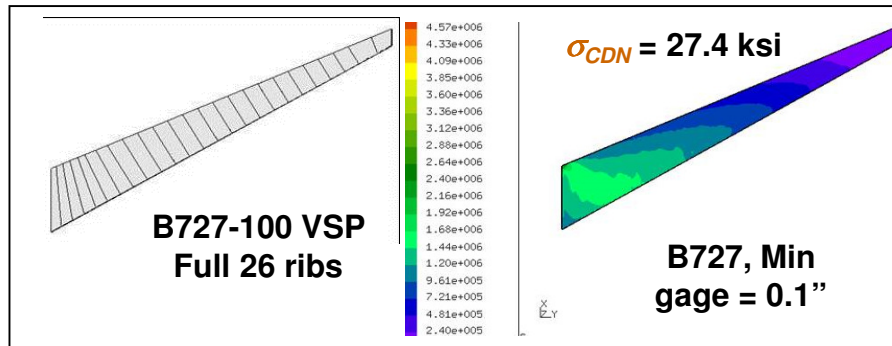 4.57e+006
4.33e+006
4.09e+006
3.85e+006
3.60e+006
3.36e+006
3.12e+006
2.88e+006
2.64e+006
2.40e+006
2.16e+006
1.92e+006
1.68e+006
1.44e+006
1.20e+006
9.61e+005
7.21e+005
4.81e+005
2.40e+005
σCDN = 27.4 ksi
B727-100 VSP
Full 26 ribs
B727, Min
gage = 0.1”
X
Z Y